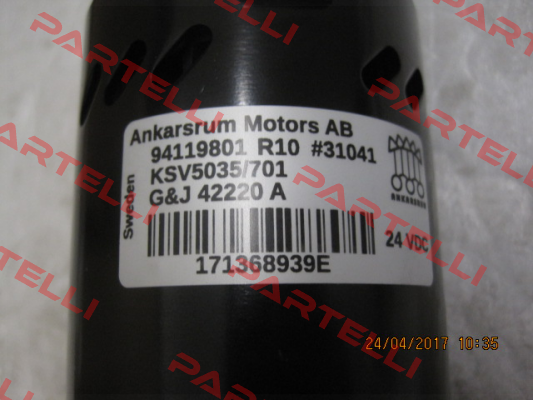 PARTELLI
PARTELLI
PARTELLI
Ankarsrum Motors AB
94119801 R10 #31041
KSV5035/701
G&J 42220 A
Sweden
24 VDC
171368939E
PARTELLI
PARTELLI
24/04/2017 10:35
PARTELLI